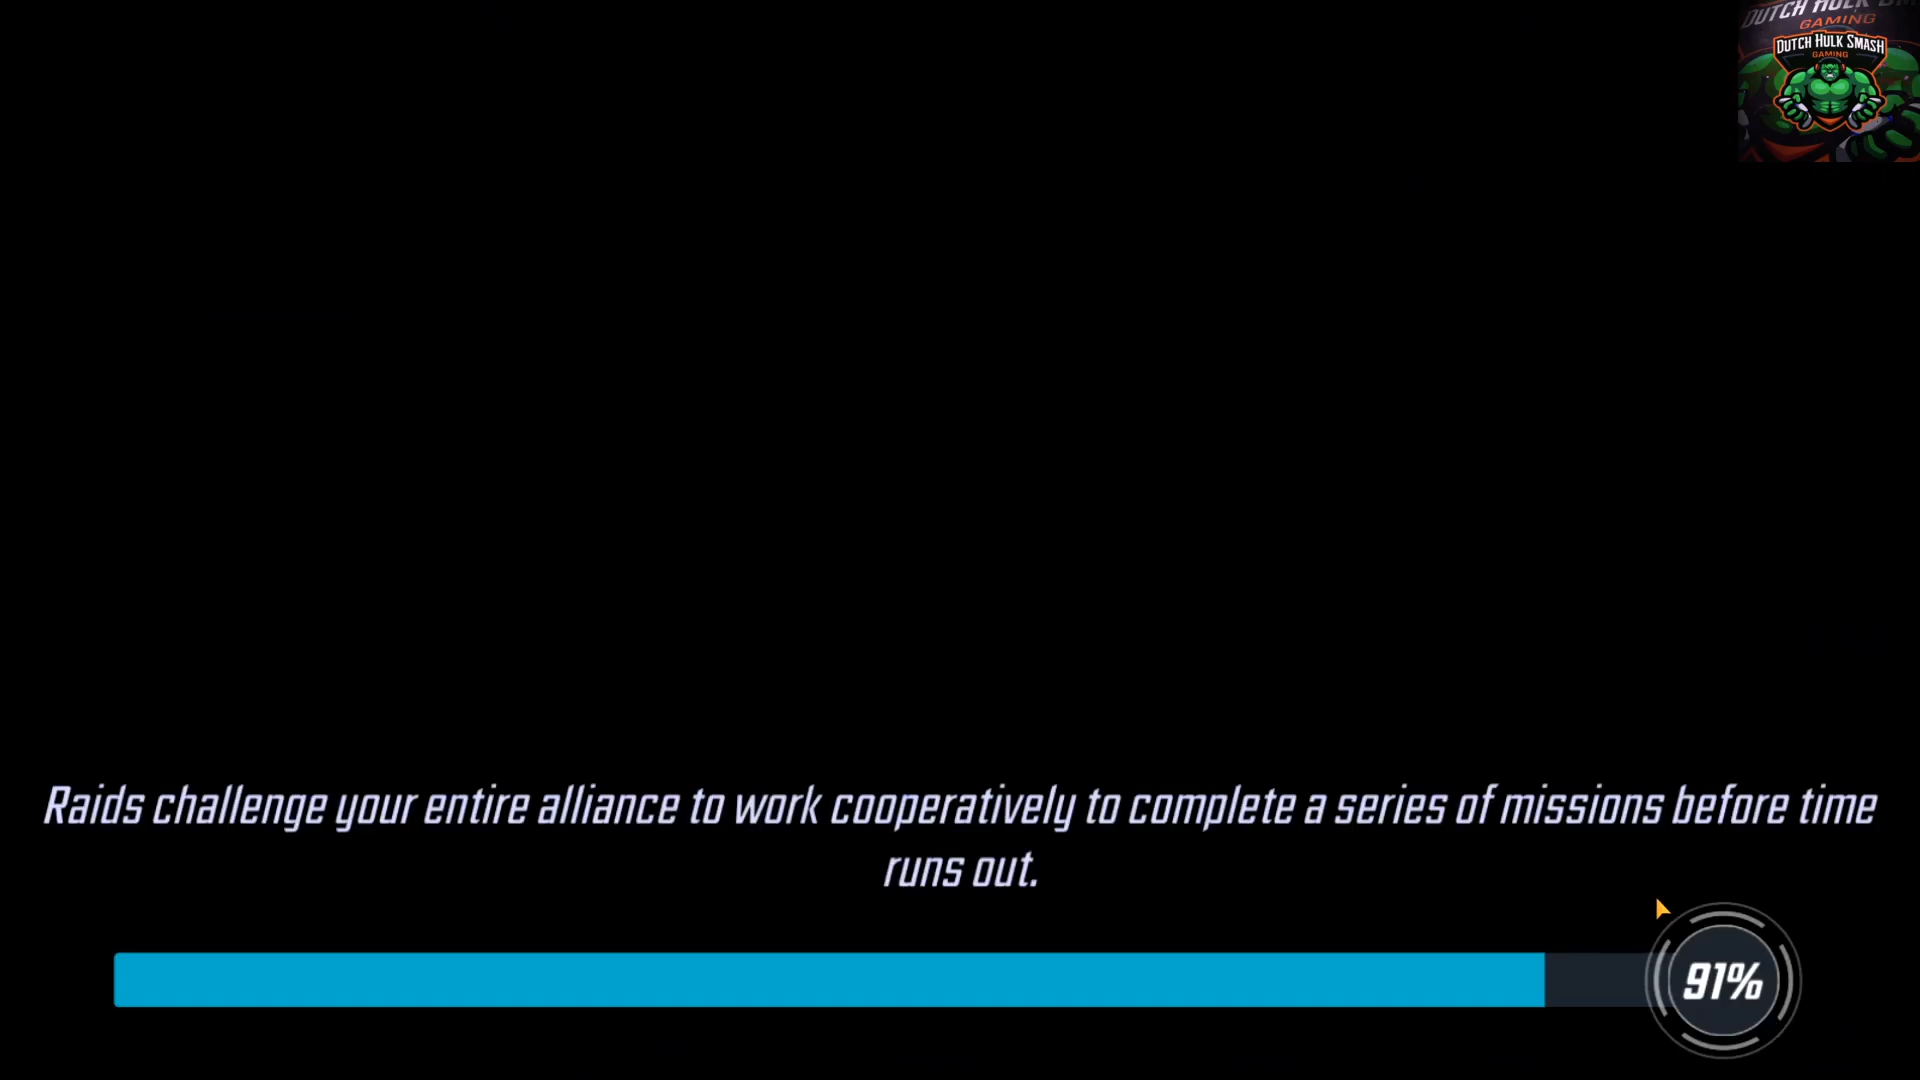 DUTCH HULK SM
GAMING
DUTCH HULK SMASH
GAMING
Raids challenge your entire alliance to work cooperatively to complete a series of missions before time
runs out.
91%